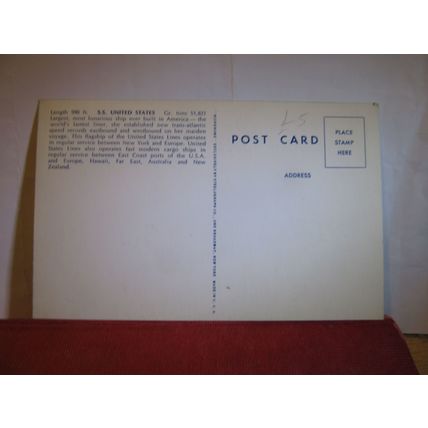 Length 990 ft. S.S. UNITED STATES Gr. tons 51,827
Largest, most luxurious ship ever built in America — the
world's fastest liner, she established new trans-atlantic
speed records eastbound and westbound on her maiden
voyage. This flagship of the United States Lines operates
in regular service between New York and Europe. United
States Lines also operates fast modern cargo ships in
regular service between East Coast ports of the U.S.A.
and Europe, Hawaii, Far East, Australia and New
Zealand.
POST CARD
ADDRESS
PLACE
STAMP
HERE